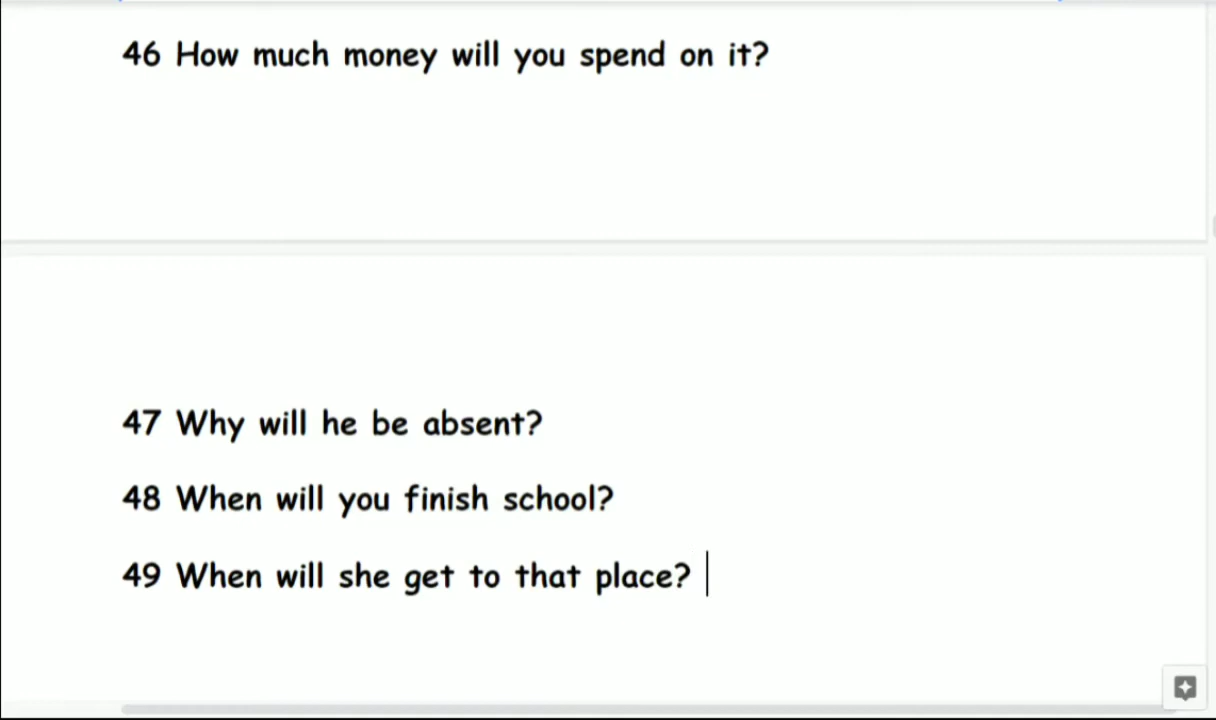 46 How much money will you spend on it?
47 Why will he be absent?
48 When will you finish school?
49 When will she get to that place?